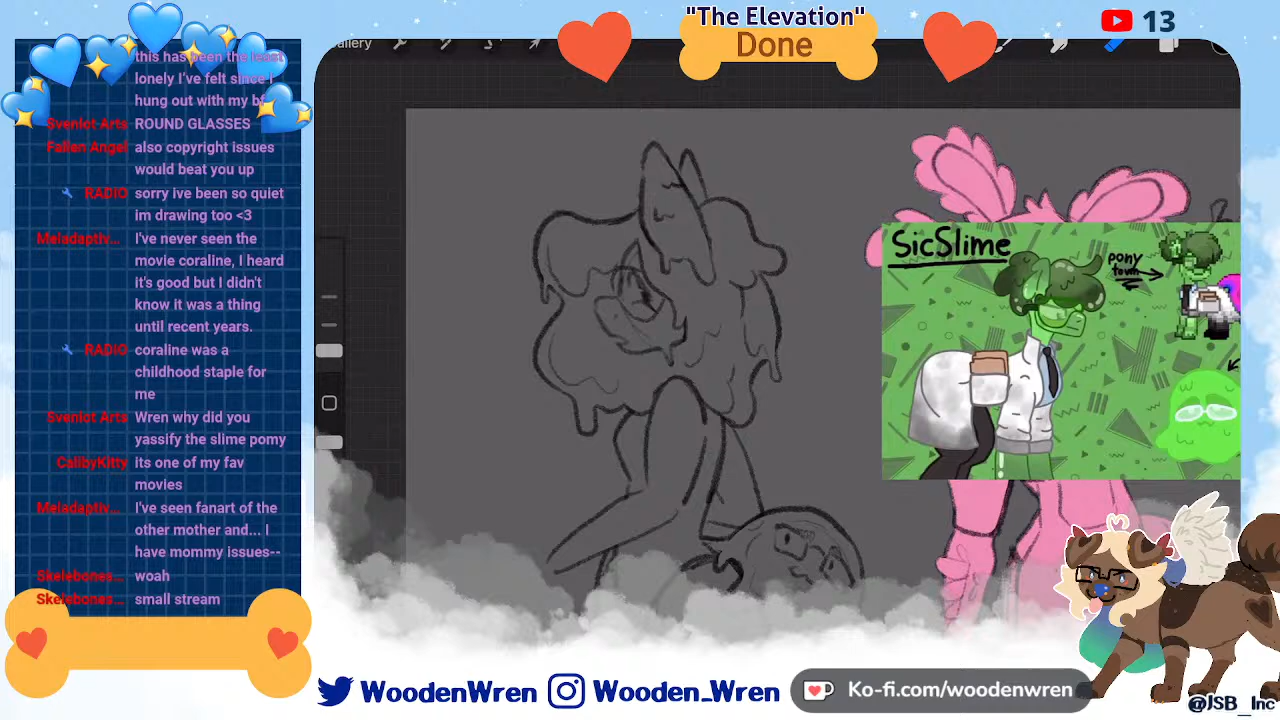 "The Elevation"
Done
13
allery
this has been the least
lonely I've felt since I
hung out with my bf
Svenlot Arts ROUND GLASSES
Fallen Angel also copyright issues
would beat you up
RADIO sorry ive been so quiet
im drawing too <3
Meladaptiv... I've never seen the
movie coraline, I heard
it's good but I didn't
know it was a thing
until recent years.
RADIO coraline was a
childhood staple for
me
Svenlot Arts Wren why did you
yassify the slime pomy
CalibyKitty its one of my fav
movies
Meladaptiv... I've seen fanart of the
other mother and... I
have mommy issues--
Skelebones... woah
Skelebones... small stream
SicSlime
pony
town
WoodenWren
Wooden_Wren
Ko-fi.com/woodenwren
@JSB_Inc